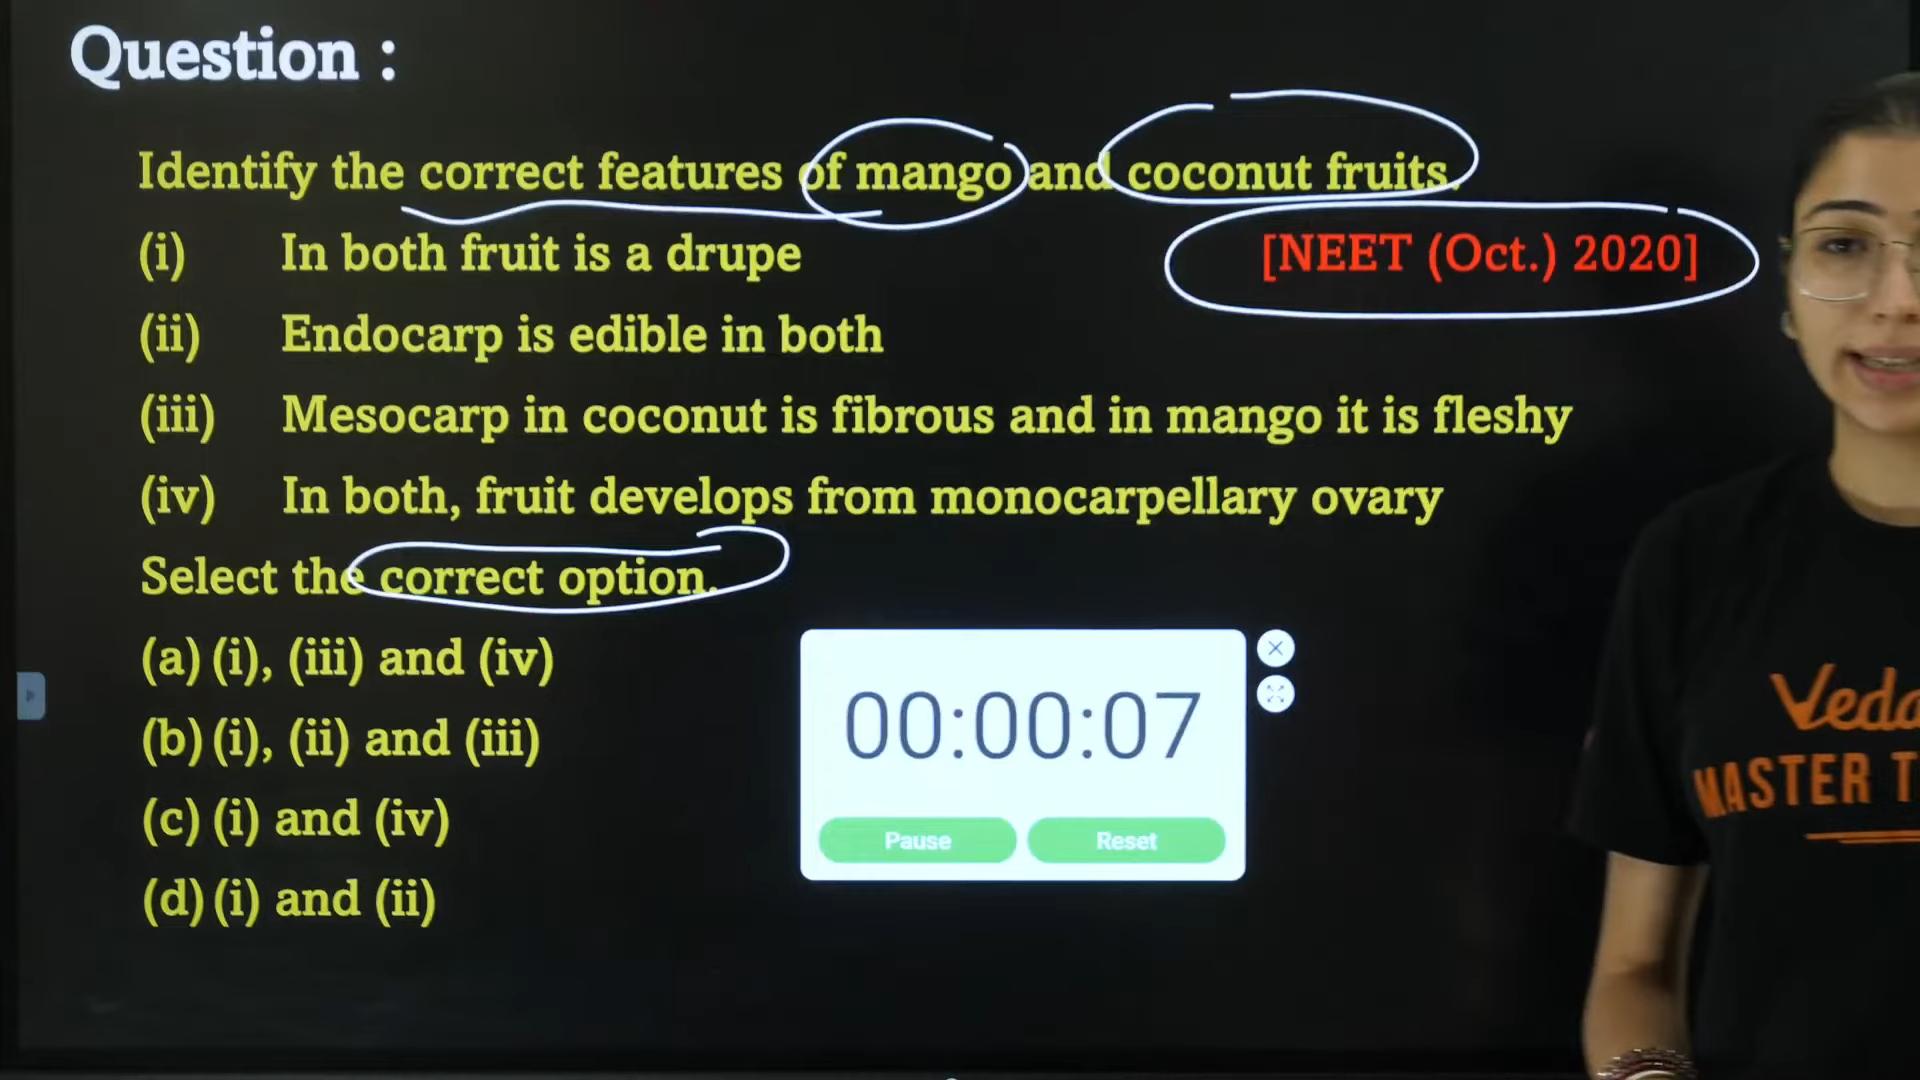 Question :
Identify the correct features of mango and coconut fruits.
(i) In both fruit is a drupe [NEET (Oct.) 2020]
(ii) Endocarp is edible in both
(iii) Mesocarp in coconut is fibrous and in mango it is fleshy
(iv) In both, fruit develops from monocarpellary ovary
Select the correct option.
(a) (i), (iii) and (iv)
(b) (i), (ii) and (iii)
(c) (i) and (iv)
(d) (i) and (ii)
00:00:07
Pause Reset
MASTER